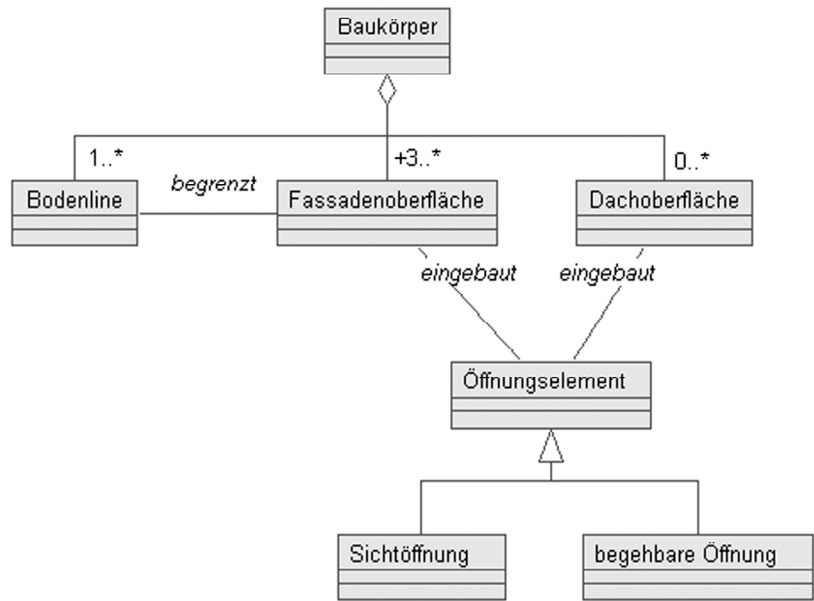 Baukörper
1..*
+3..*
0..*
begrenzt
Bodenline
Fassadenoberfläche
Dachoberfläche
eingebaut
eingebaut
Öffnungselement
Sichtöffnung
begehbare Öffnung